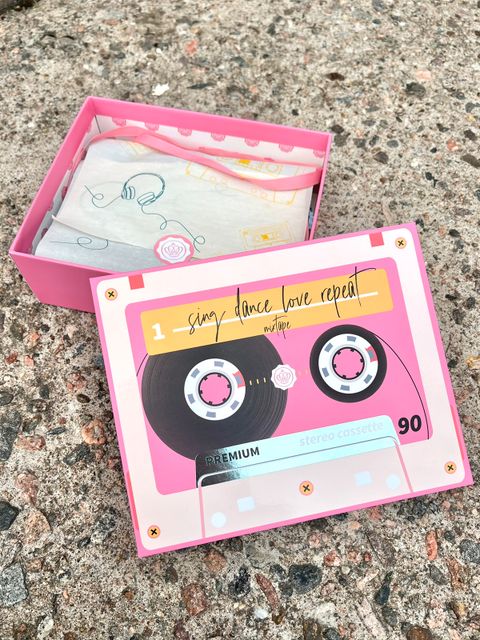 1 sing dance love repeat
mixtape
90
stereo cassette
PREMIUM